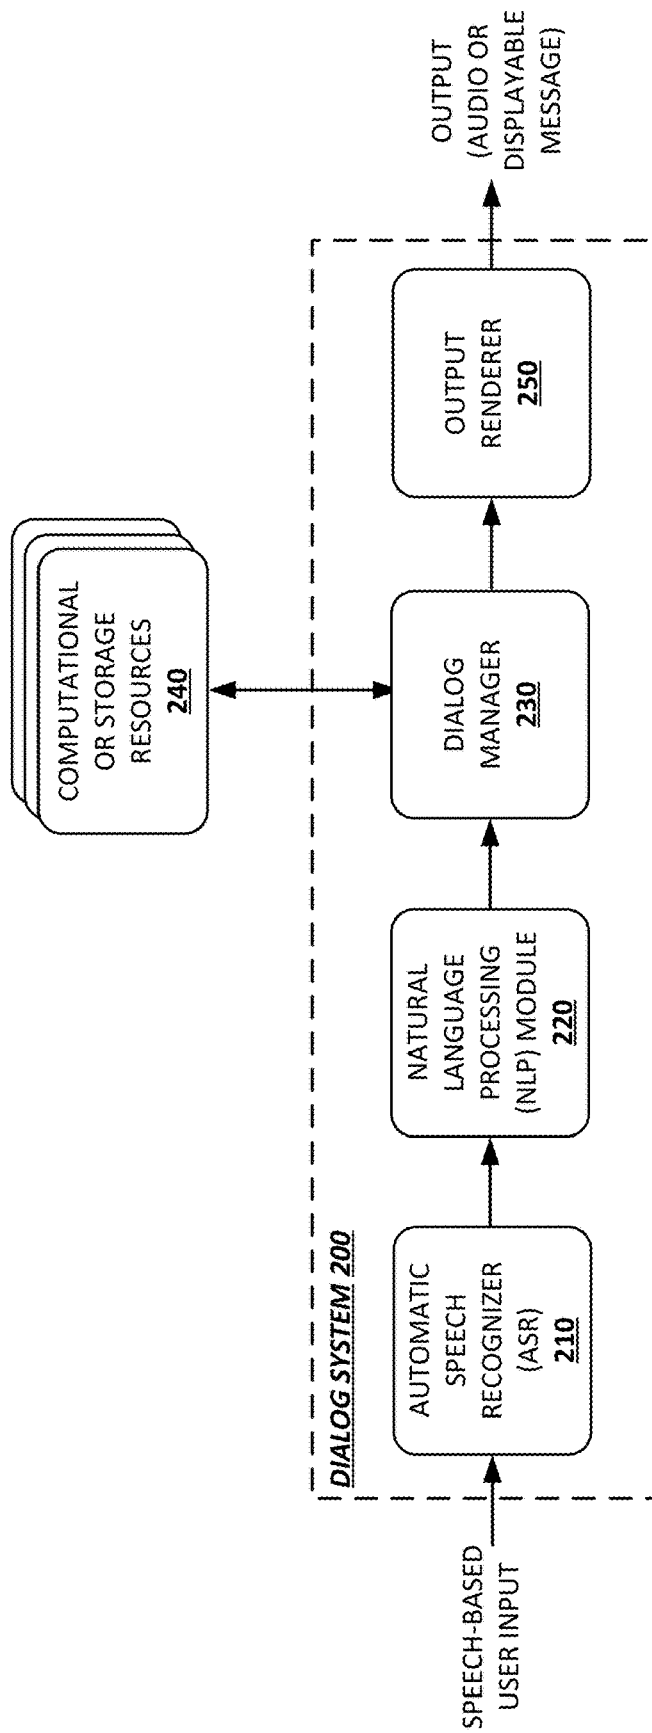 COMPUTATIONAL
OR STORAGE
RESOURCES
240
DIALOG SYSTEM 200
SPEECH-BASED
USER INPUT
AUTOMATIC
SPEECH
RECOGNIZER
(ASR)
210
NATURAL
LANGUAGE
PROCESSING
(NLP) MODULE
220
DIALOG
MANAGER
230
OUTPUT
RENDERER
250
OUTPUT
(AUDIO OR
DISPLAYABLE
MESSAGE)